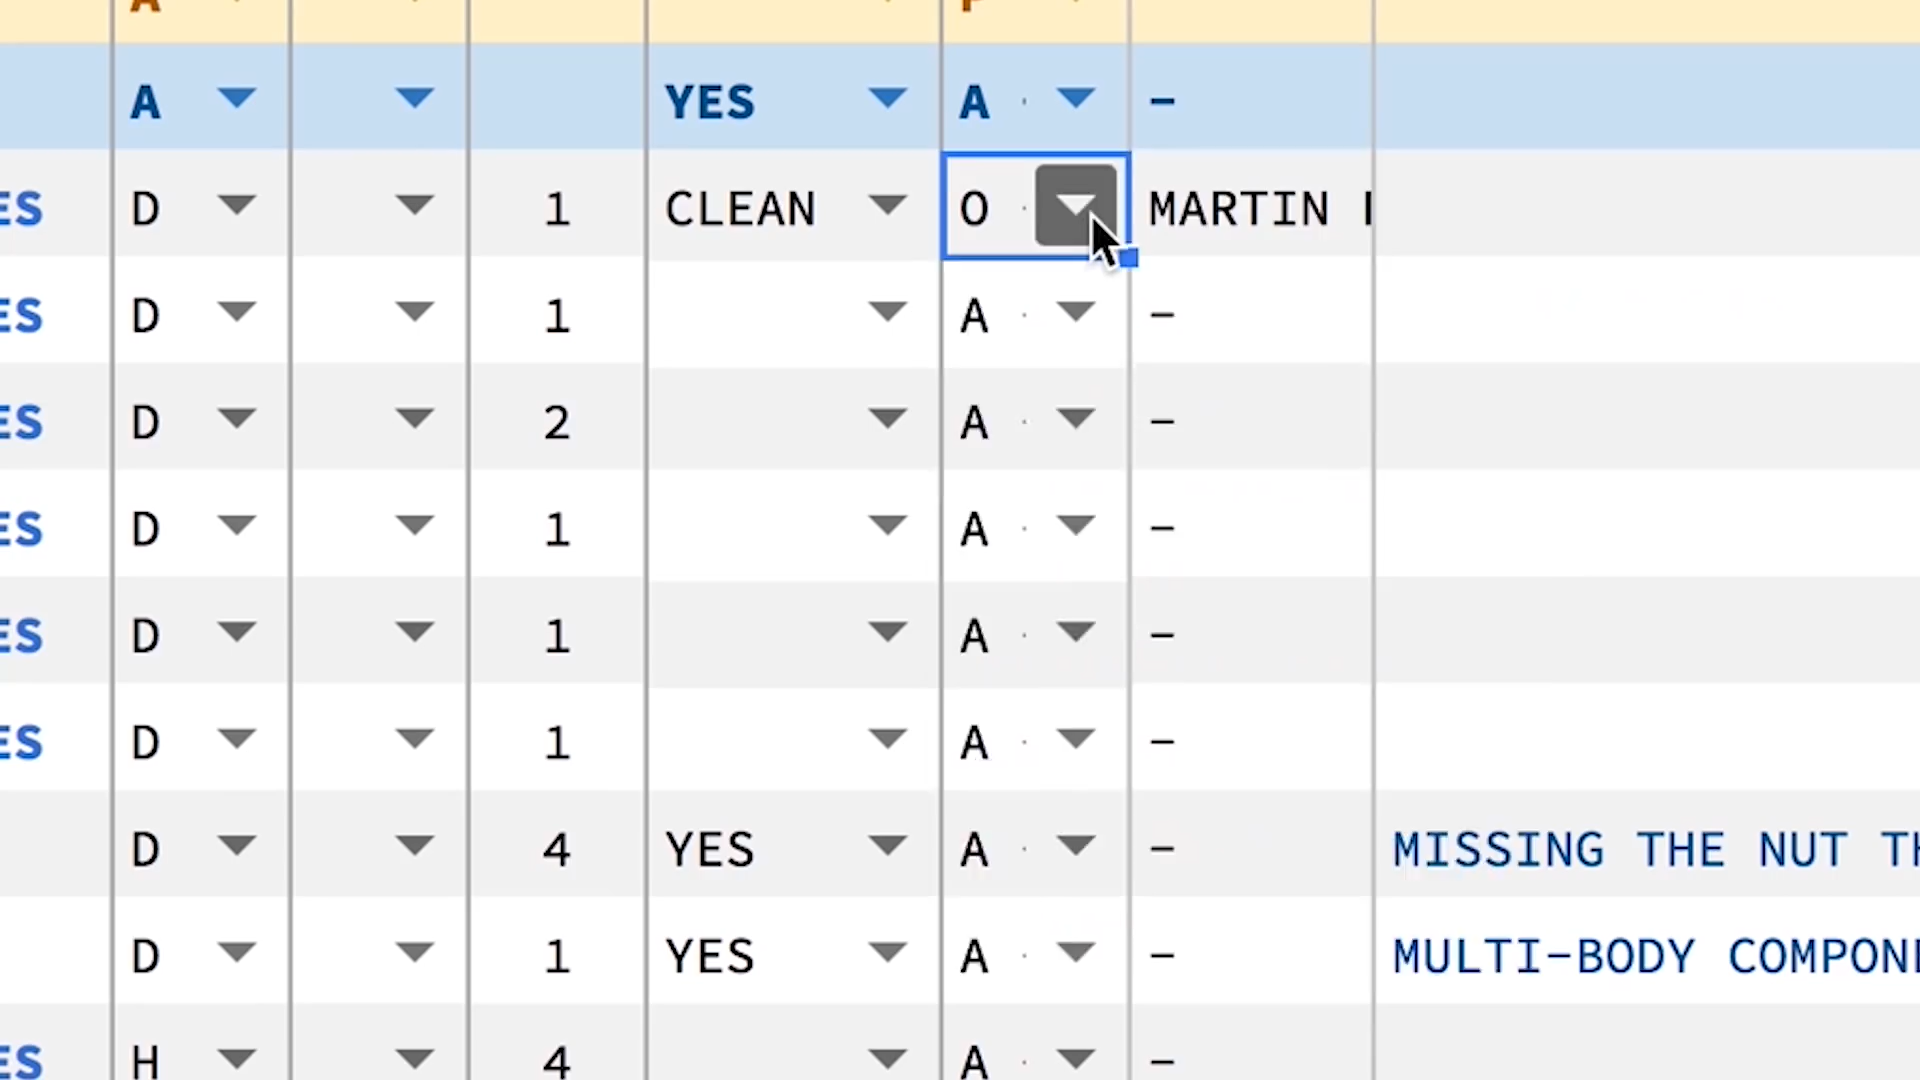 A YES A -
ES D 1 CLEAN O MARTIN
ES D 1 A -
ES D 2 A -
ES D 1 A -
ES D 1 A -
ES D 1 A -
D 4 YES A - MISSING THE NUT
D 1 YES A - MULTI-BODY
ES H 4 A -